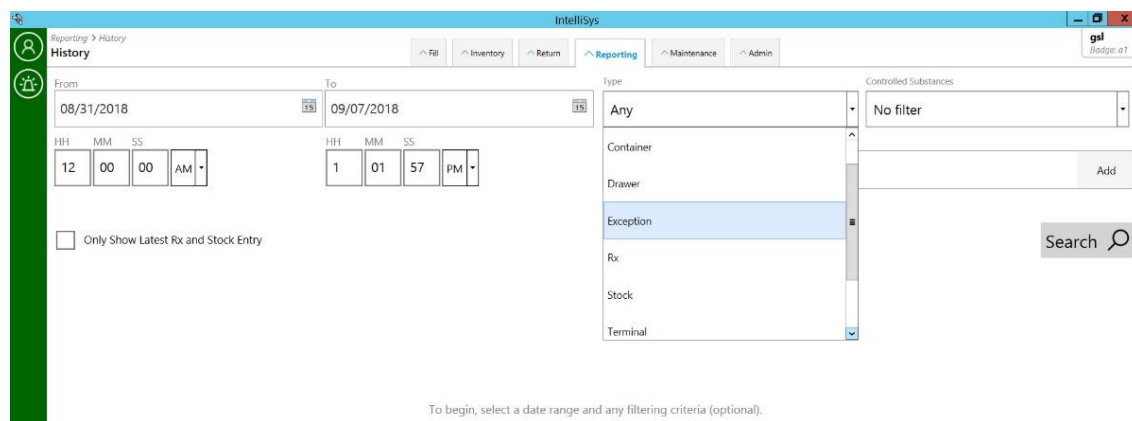 IntelliSys
Reporting > History
History
Fill
Inventory
Return
Reporting
Maintenance
Admin
gsl
Badge: a1
From
To
Type
Controlled Substances
08/31/2018
15
09/07/2018
15
Any
No filter
HH MM SS
HH MM SS
12 00 00 AM
1 01 57 PM
Container
Drawer
Exception
Rx
Stock
Terminal
Add
Only Show Latest Rx and Stock Entry
Search
To begin, select a date range and any filtering criteria (optional).